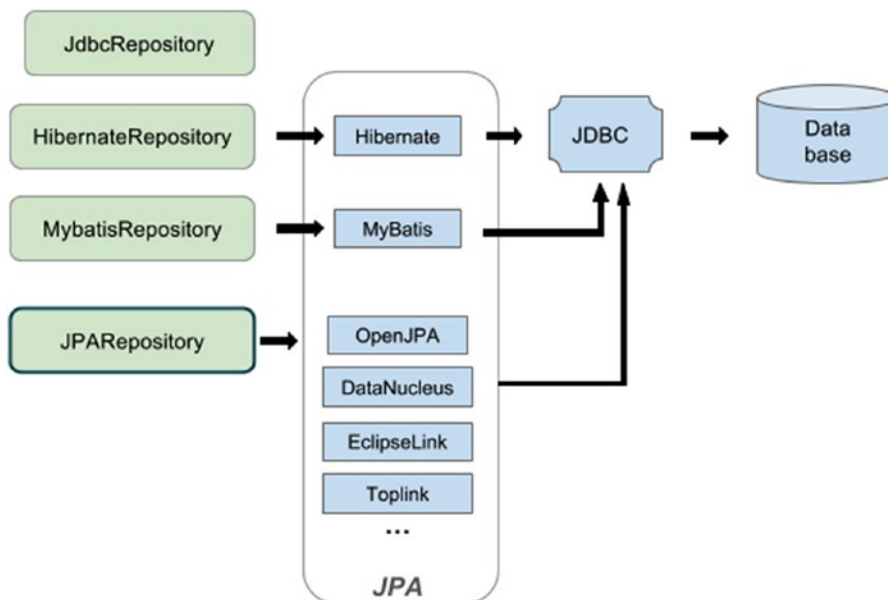 JdbcRepository
HibernateRepository
Hibernate
JDBC
Data
base
MybatisRepository
MyBatis
JPARepository
OpenJPA
DataNucleus
EclipseLink
Toplink
...
JPA